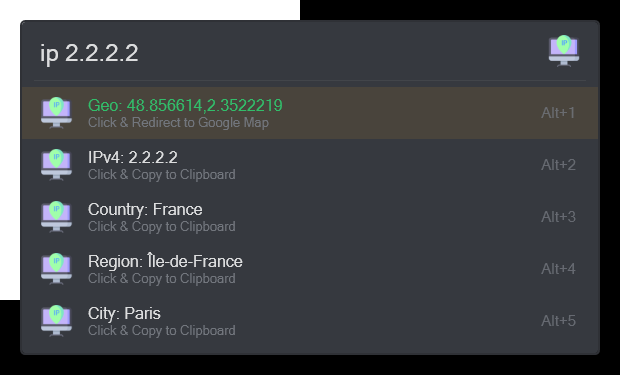 ip 2.2.2.2
Geo: 48.856614,2.3522219
Click & Redirect to Google Map
Alt+1
IPv4: 2.2.2.2
Click & Copy to Clipboard
Alt+2
Country: France
Click & Copy to Clipboard
Alt+3
Region: Île-de-France
Click & Copy to Clipboard
Alt+4
City: Paris
Click & Copy to Clipboard
Alt+5